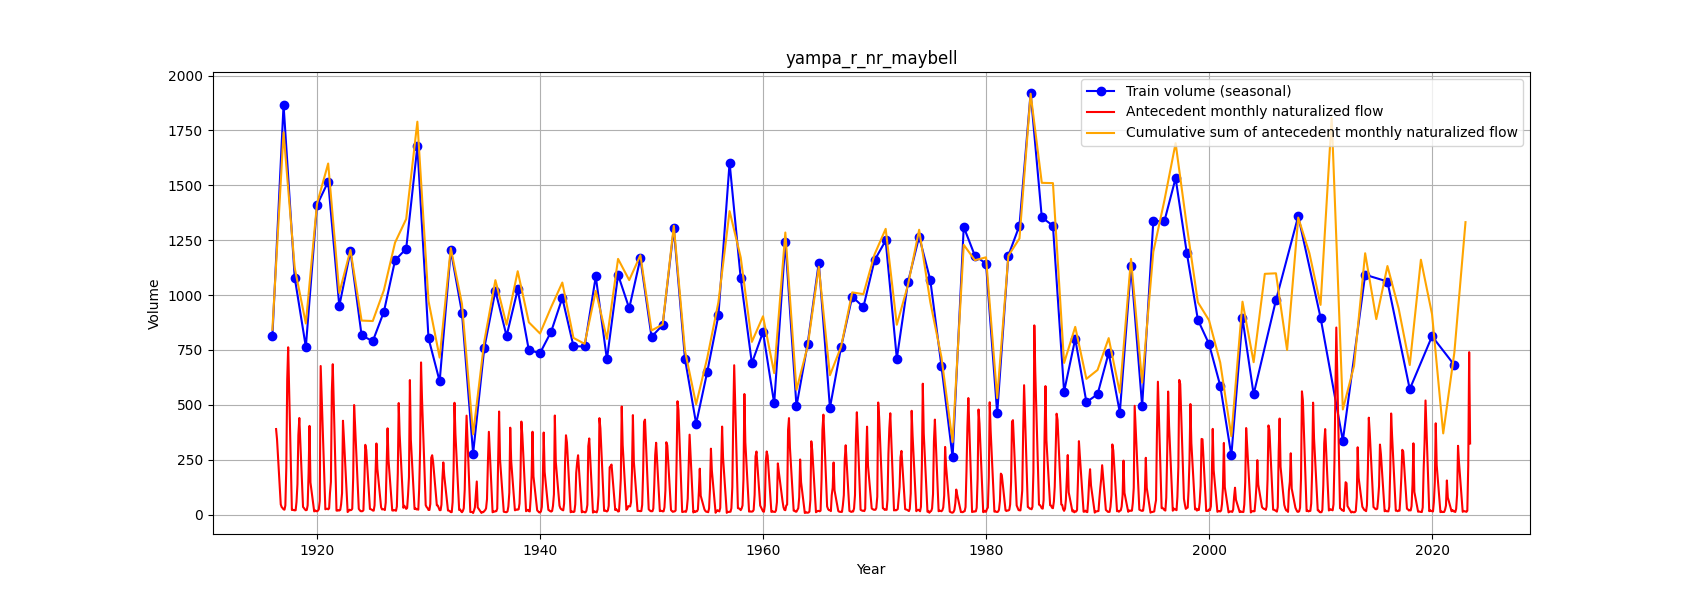 yampa_r_nr_maybell
Volume
2000
1750
1500
1250
1000
750
500
250
0
Train volume (seasonal)
Antecedent monthly naturalized flow
Cumulative sum of antecedent monthly naturalized flow
1920 1940 1960 1980 2000 2020
Year